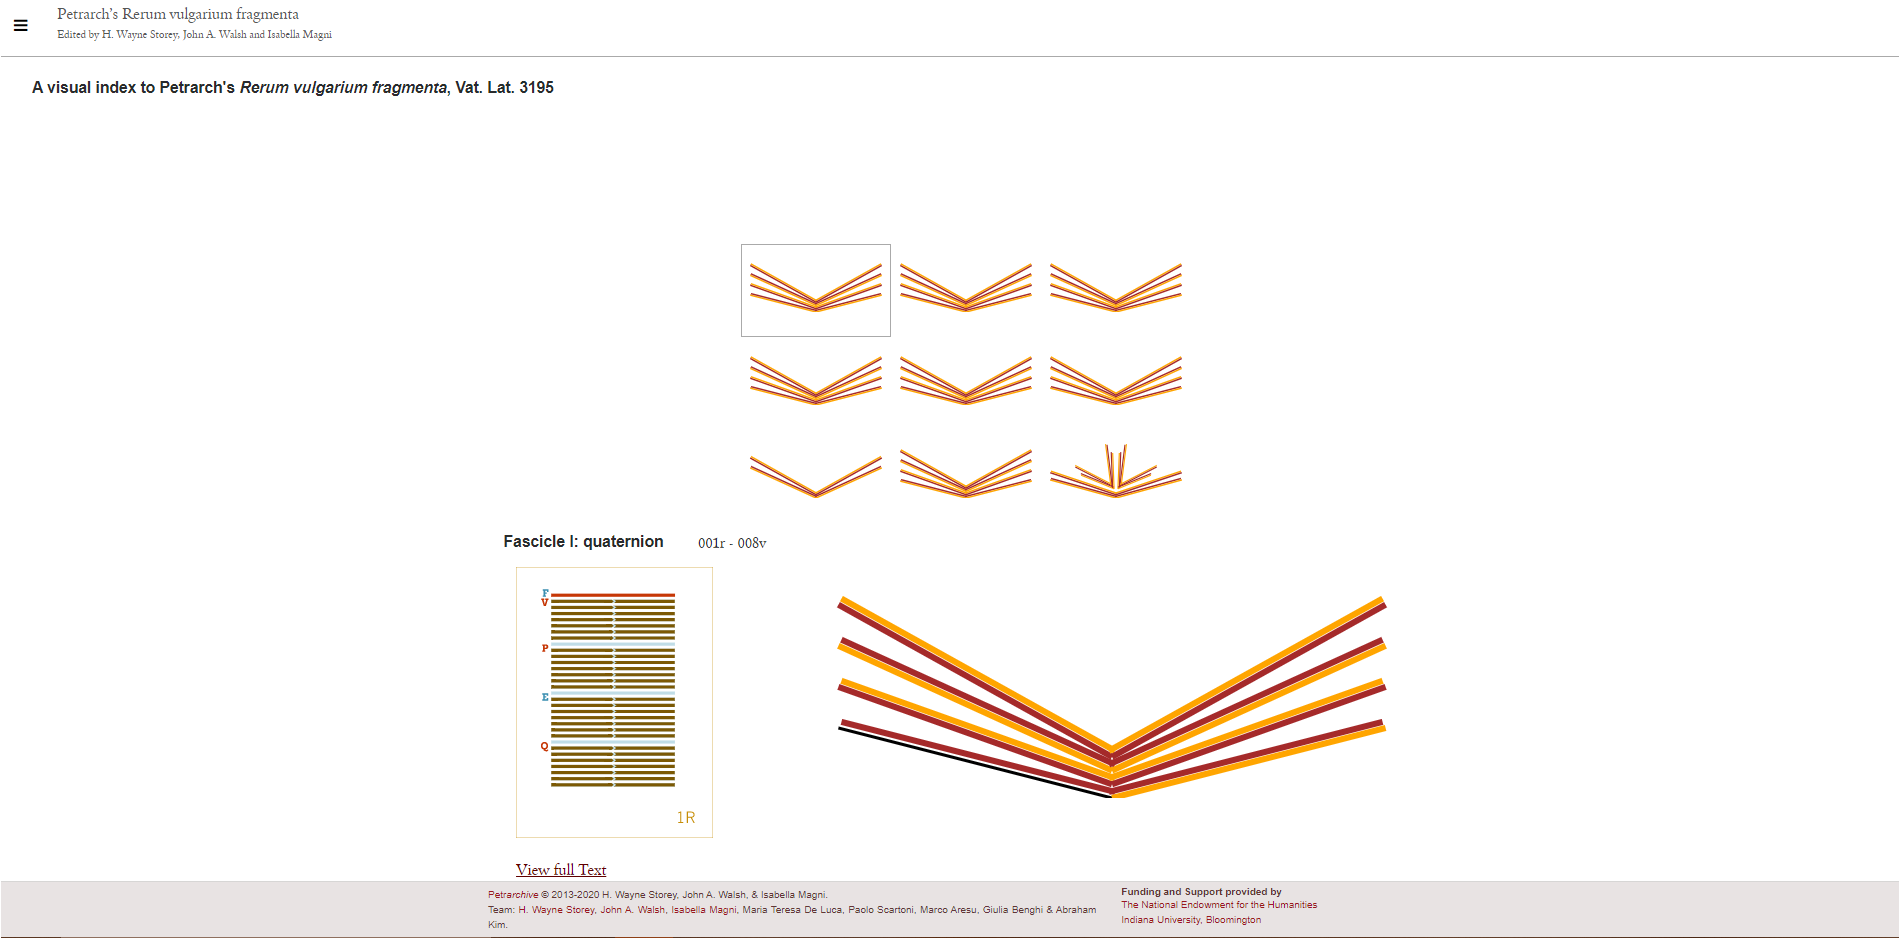 Petrarch’s Rerum vulgarium fragmenta
Edited by H. Wayne Storey, John A. Walsh and Isabella Magni
A visual index to Petrarch's Rerum vulgarium fragmenta, Vat. Lat. 3195
Fascicle I: quaternion 001r - 008v
F
V
P
E
Q
1R
View full Text
Petrarchive © 2013-2020 H. Wayne Storey, John A. Walsh, & Isabella Magni.
Team: H. Wayne Storey, John A. Walsh, Isabella Magni, Maria Teresa De Luca, Paolo Scartoni, Marco Aresu, Giulia Benghi & Abraham
Kim.
Funding and Support provided by
The National Endowment for the Humanities
Indiana University, Bloomington